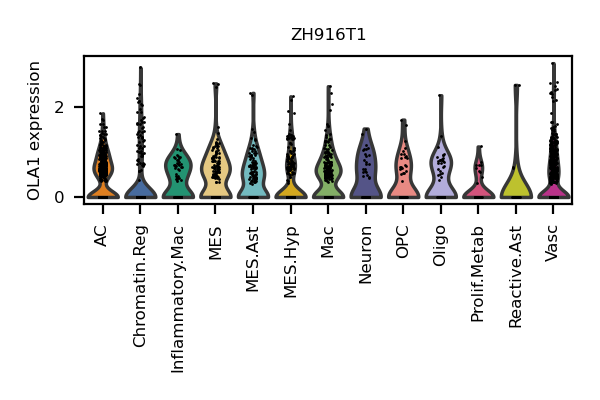 ZH916T1
OLA1 expression
2
0
AC
Chromatin.Reg
Inflammatory.Mac
MES
MES.Ast
MES.Hyp
Mac
Neuron
OPC
Oligo
Prolif.Metab
Reactive.Ast
Vasc